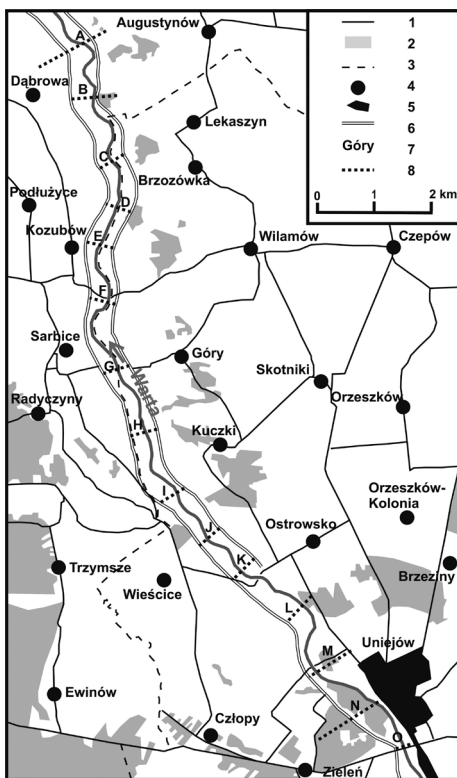 Augustynów
1
2
3
4
5
6
Góry 7
8
0 1 2 km
A
Dąbrowa
B
Lekaszyn
C
Brzozówka
Podłużyce
D
Kozubów
E
Wilamów
Czepów
F
Sarbice
Góry
G
Warta
Skotniki
Radyczyny
Orzeszków
H
Kuczki
I
Orzeszków-
Kolonia
J
Ostrowsko
K
Trzymsze
Wieścice
Brzeziny
L
Uniejów
M
Ewinów
N
Człopy
O
Zieleń